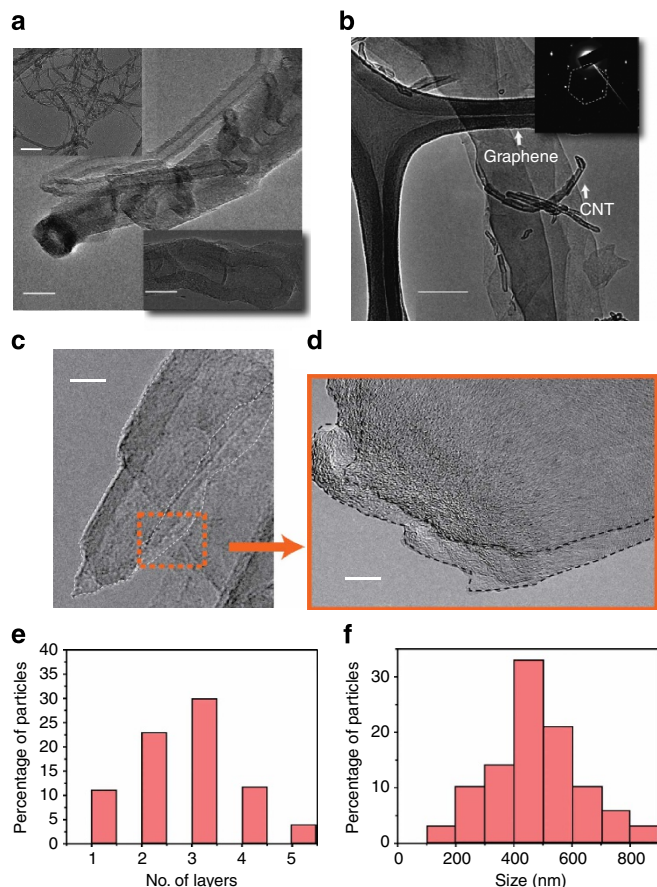 a
b
Graphene
CNT
c
d
e
f
Percentage of particles
40
35
30
25
20
15
10
5
0
1 2 3 4 5
No. of layers
Percentage of particles
30
20
10
0
0 200 400 600 800
Size (nm)